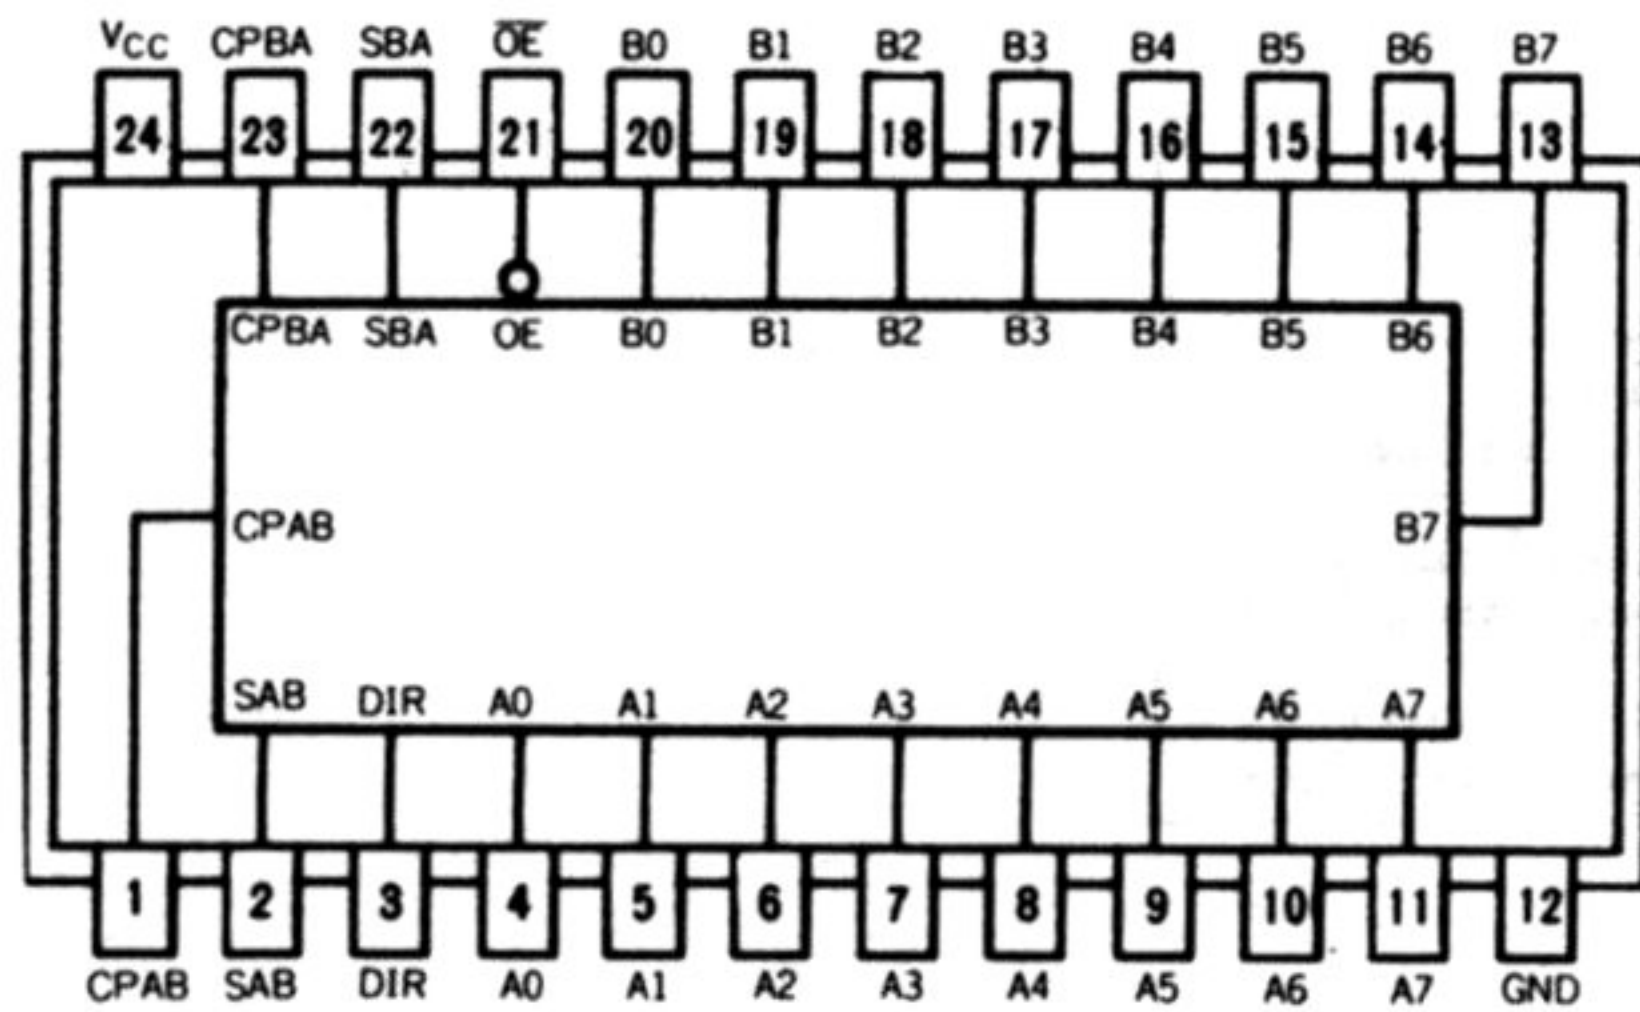 VCC CPBA SBA O̅E̅ B0 B1 B2 B3 B4 B5 B6 B7
24 23 22 21 20 19 18 17 16 15 14 13
CPBA SBA OE B0 B1 B2 B3 B4 B5 B6
CPAB B7
SAB DIR A0 A1 A2 A3 A4 A5 A6 A7
1 2 3 4 5 6 7 8 9 10 11 12
CPAB SAB DIR A0 A1 A2 A3 A4 A5 A6 A7 GND